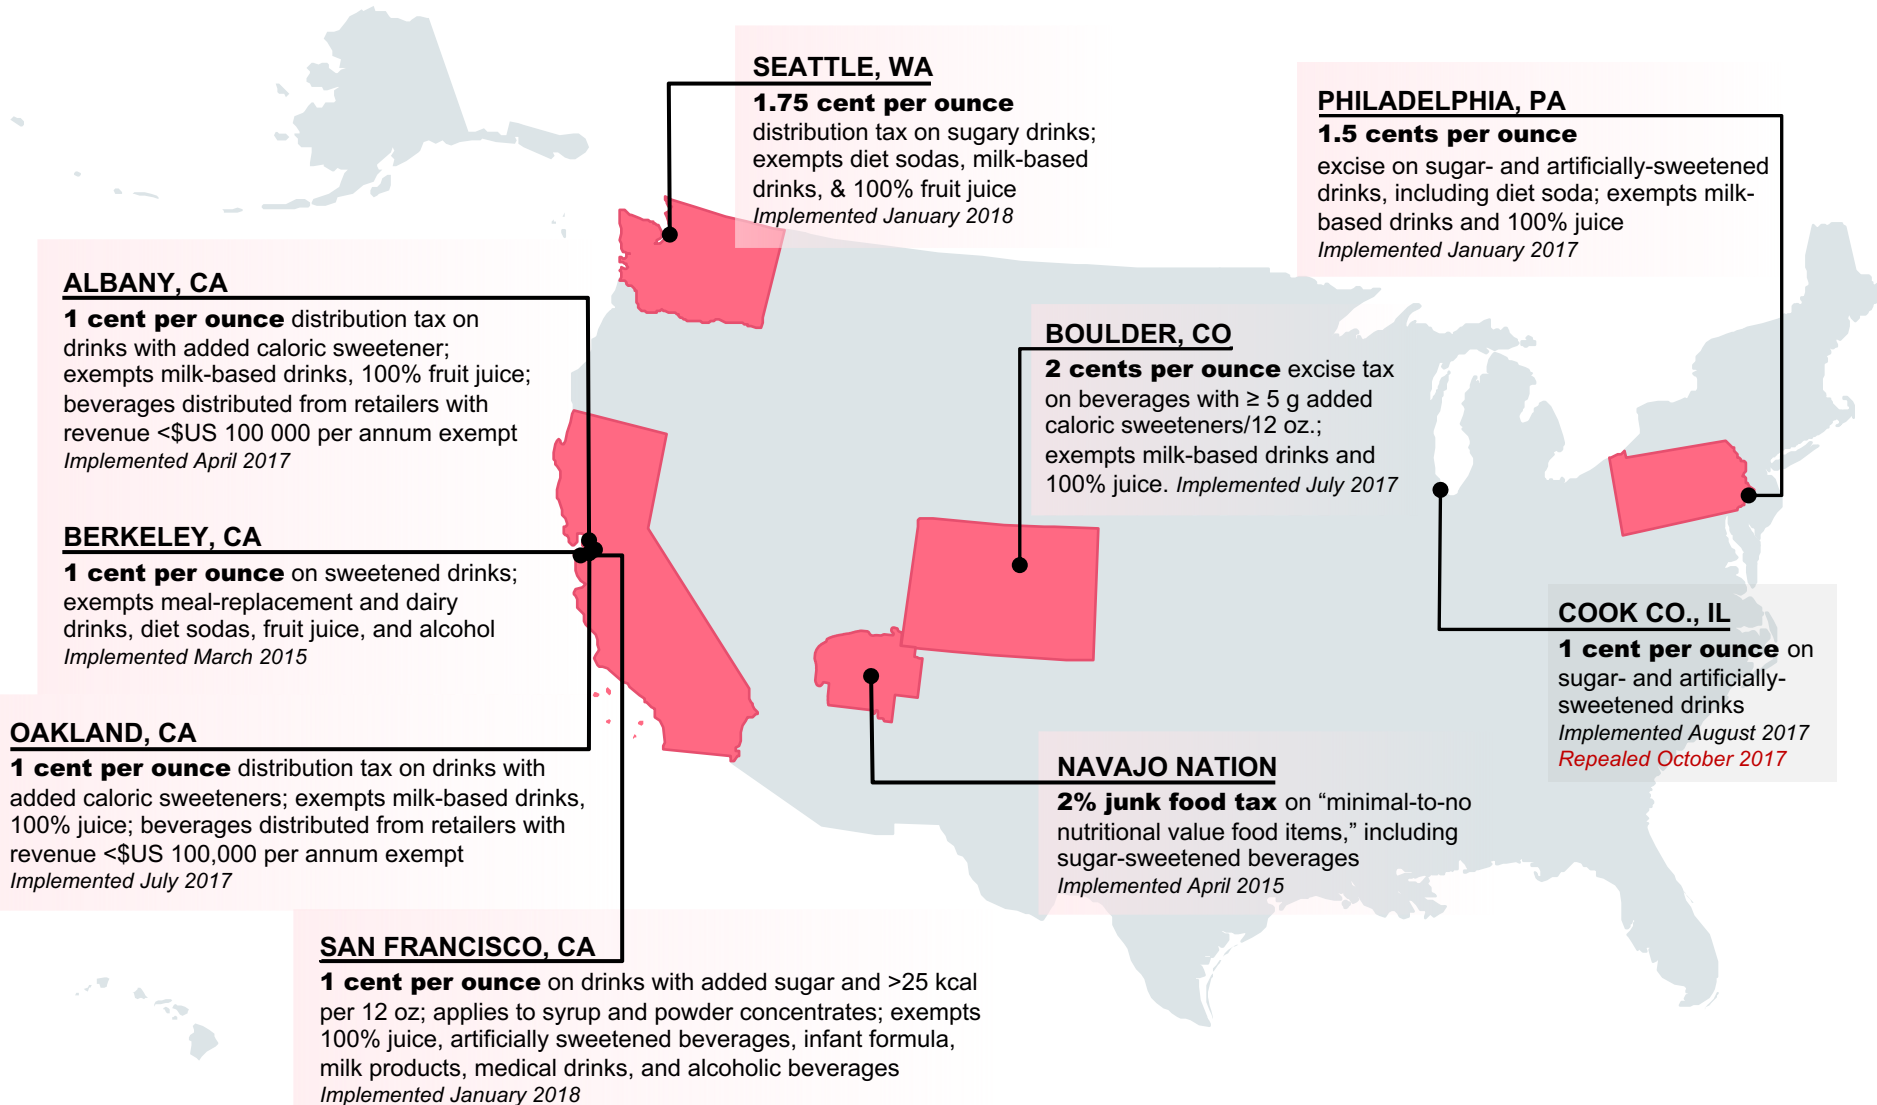 SEATTLE, WA
1.75 cent per ounce
distribution tax on sugary drinks;
exempts diet sodas, milk-based
drinks, & 100% fruit juice
Implemented January 2018
PHILADELPHIA, PA
1.5 cents per ounce
excise on sugar- and artificially-sweetened
drinks, including diet soda; exempts milk-
based drinks and 100% juice
Implemented January 2017
ALBANY, CA
1 cent per ounce distribution tax on
drinks with added caloric sweetener;
exempts milk-based drinks, 100% fruit juice;
beverages distributed from retailers with
revenue <$US 100 000 per annum exempt
Implemented April 2017
BOULDER, CO
2 cents per ounce excise tax
on beverages with ≥ 5 g added
caloric sweeteners/12 oz.;
exempts milk-based drinks and
100% juice. Implemented July 2017
BERKELEY, CA
1 cent per ounce on sweetened drinks;
exempts meal-replacement and dairy
drinks, diet sodas, fruit juice, and alcohol
Implemented March 2015
COOK CO., IL
1 cent per ounce on
sugar- and artificially-
sweetened drinks
Implemented August 2017
Repealed October 2017
OAKLAND, CA
1 cent per ounce distribution tax on drinks with
added caloric sweeteners; exempts milk-based drinks,
100% juice; beverages distributed from retailers with
revenue <$US 100,000 per annum exempt
Implemented July 2017
NAVAJO NATION
2% junk food tax on “minimal-to-no
nutritional value food items,” including
sugar-sweetened beverages
Implemented April 2015
SAN FRANCISCO, CA
1 cent per ounce on drinks with added sugar and >25 kcal
per 12 oz; applies to syrup and powder concentrates; exempts
100% juice, artificially sweetened beverages, infant formula,
milk products, medical drinks, and alcoholic beverages
Implemented January 2018